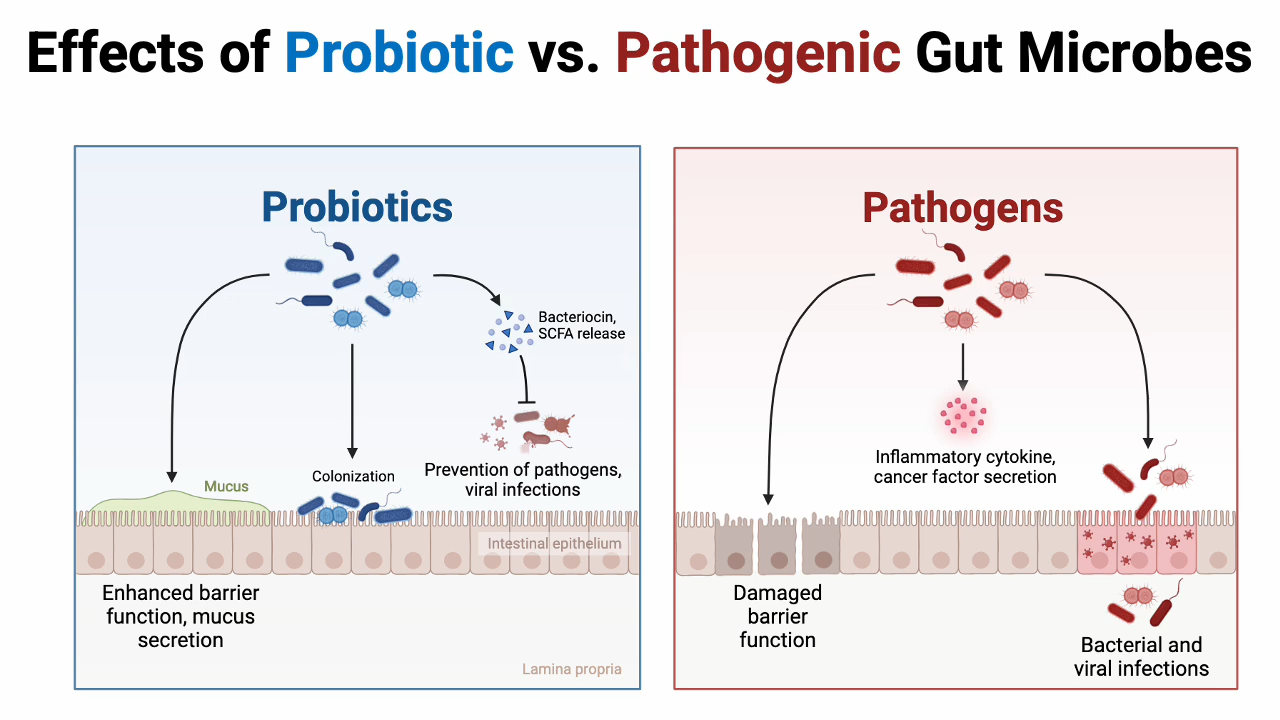 Effects of Probiotic vs. Pathogenic Gut Microbes
Probiotics
Bacteriocin,
SCFA release
Prevention of pathogens,
viral infections
Colonization
Mucus
Intestinal epithelium
Enhanced barrier
function, mucus
secretion
Lamina propria
Pathogens
Inflammatory cytokine,
cancer factor secretion
Damaged
barrier
function
Bacterial and
viral infections